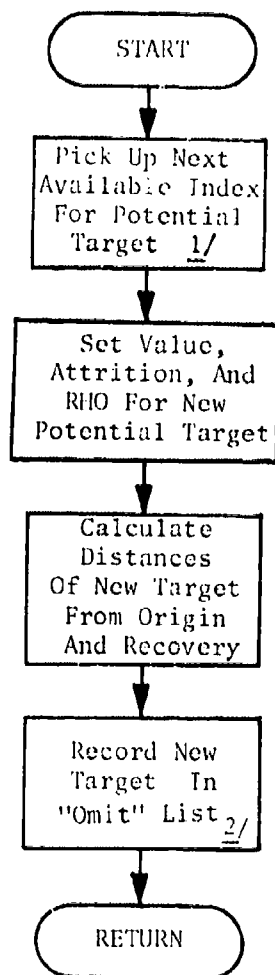 START
Pick Up Next
Available Index
For Potential
Target 1/
Set Value,
Attrition, And
RHO For New
Potential Target
Calculate
Distances
Of New Target
From Origin
And Recovery
Record New
Target In
"Omit" List 2/
RETURN